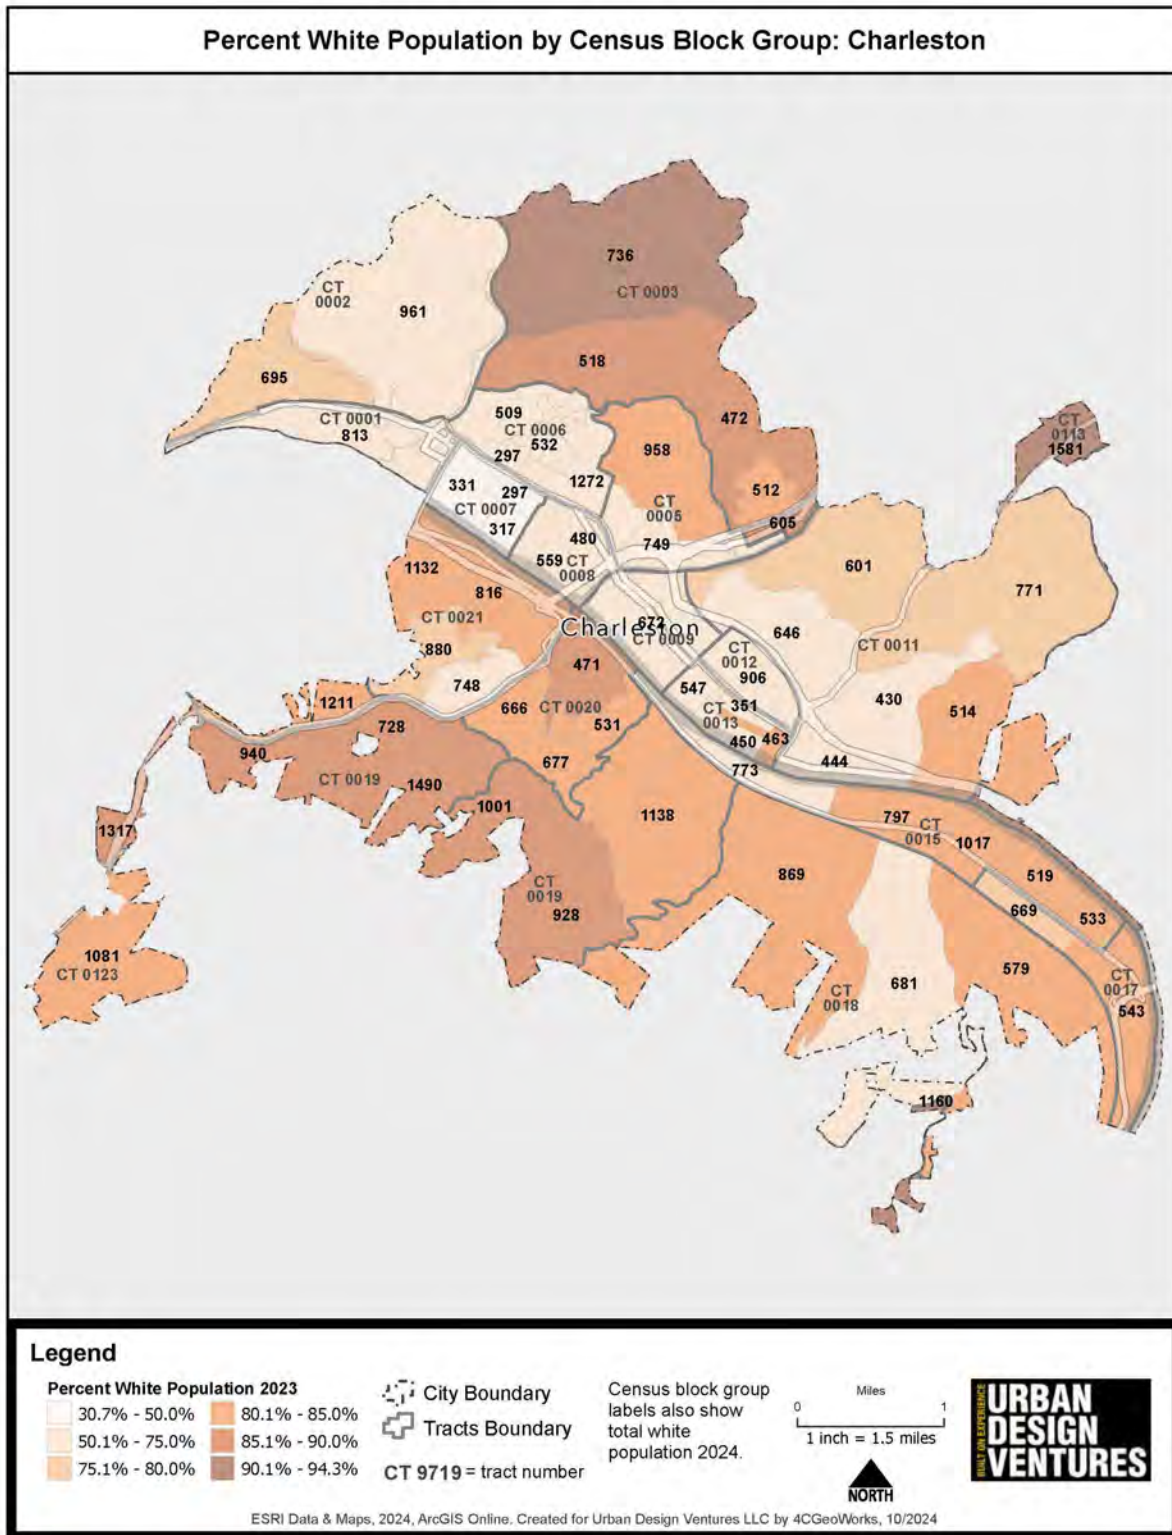 Percent White Population by Census Block Group: Charleston
736
CT 0003
CT
0002
961
518
695
472
CT
0113
1581
CT 0001
813
509
CT 0006
532
297
958
1272
512
331
297
CT 0007
317
CT
0005
605
480
749
559
CT
0008
1132
601
771
816
CT 0021
672
Charleston
CT 0009
646
CT 0011
880
CT
0012
906
471
748
547
430
1211
666
CT 0020
531
351
CT
0013
514
728
940
450
463
444
677
773
CT 0019
1490
1001
1138
797
CT
0015
1017
1317
869
519
CT
0019
928
669
533
1081
CT 0123
579
681
CT
0018
CT
0017
543
1160
Legend
Percent White Population 2023
30.7% - 50.0%
50.1% - 75.0%
75.1% - 80.0%
80.1% - 85.0%
85.1% - 90.0%
90.1% - 94.3%
City Boundary
Tracts Boundary
CT 9719 = tract number
Census block group
labels also show
total white
population 2024.
Miles
0 1
1 inch = 1.5 miles
NORTH
BUILT ON EXPERIENCE
URBAN
DESIGN
VENTURES
ESRI Data & Maps, 2024, ArcGIS Online. Created for Urban Design Ventures LLC by 4CGeoWorks, 10/2024